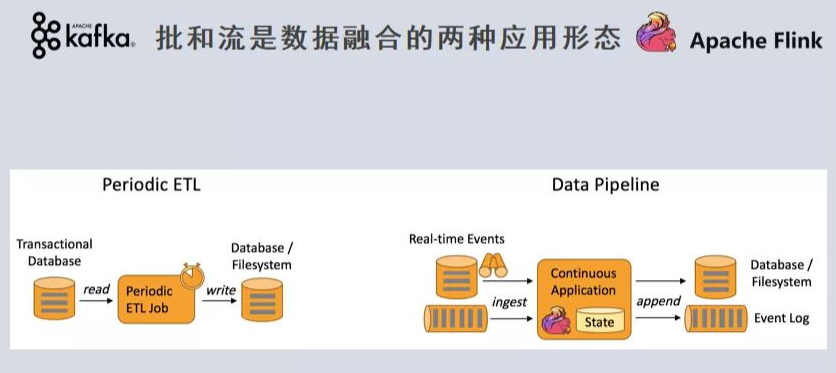 APACHE
kafka® 批和流是数据融合的两种应用形态 Apache Flink
Periodic ETL
Transactional
Database
read
Periodic
ETL Job
write
Database /
Filesystem
Data Pipeline
Real-time Events
ingest
Continuous
Application
State
append
Database /
Filesystem
Event Log